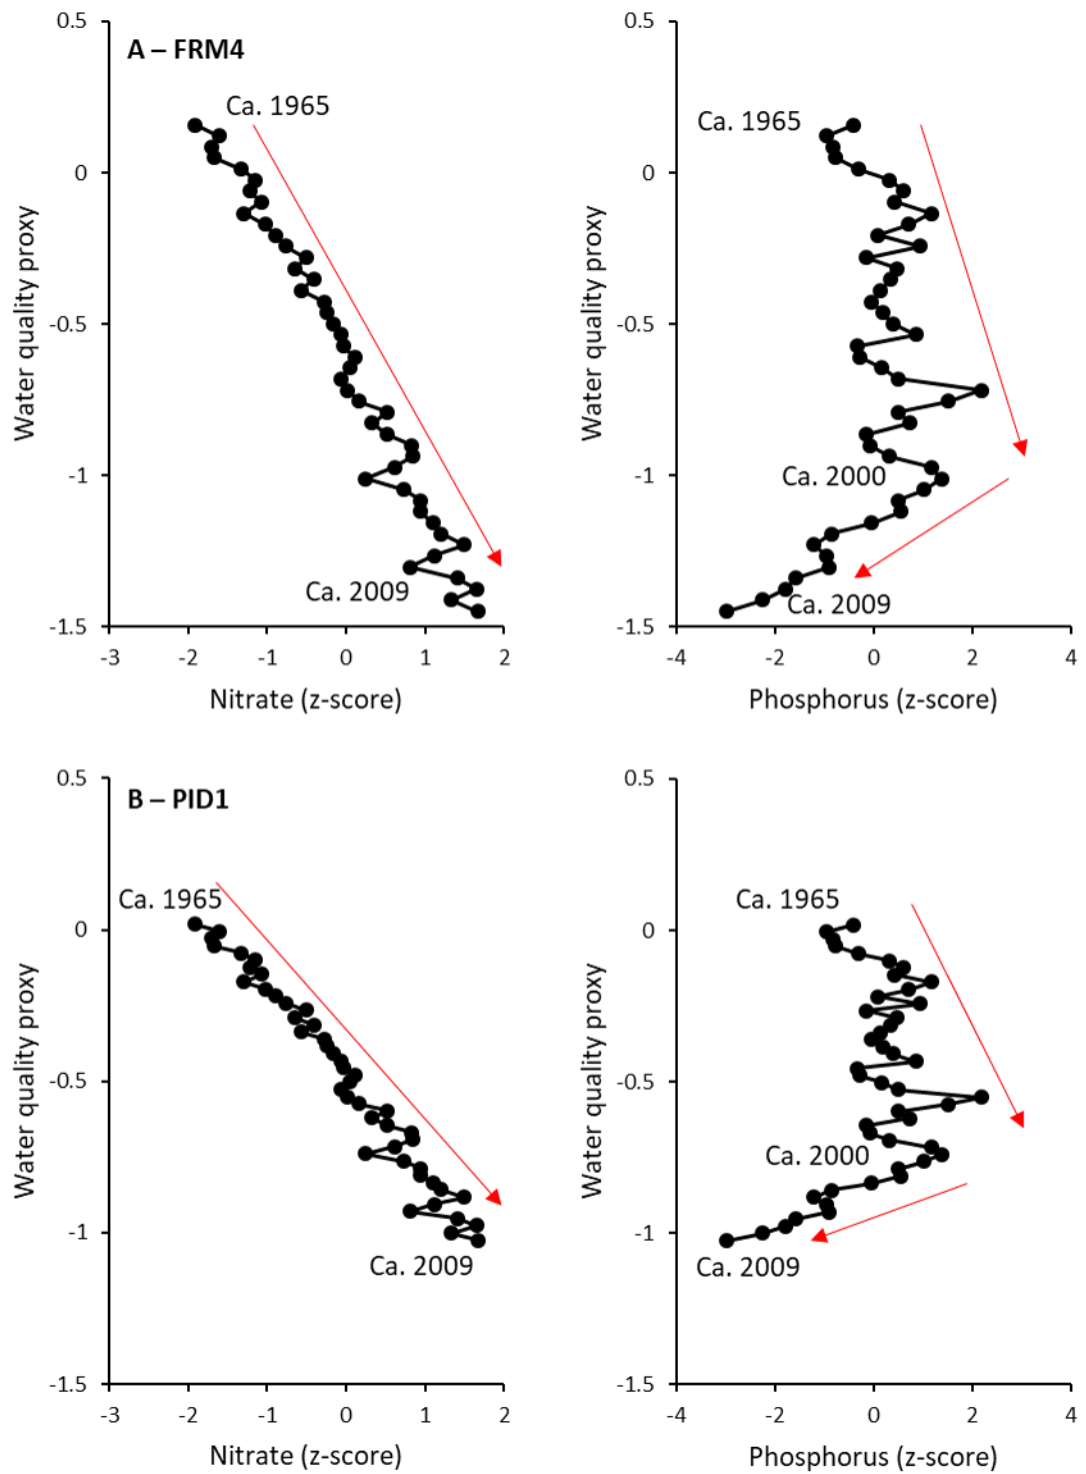 A – FRM4
0.5
0
-0.5
-1
-1.5
Water quality proxy
Ca. 1965
Ca. 2009
-3 -2 -1 0 1 2
Nitrate (z-score)
0.5
0
-0.5
-1
-1.5
Water quality proxy
Ca. 1965
Ca. 2000
Ca. 2009
-4 -2 0 2 4
Phosphorus (z-score)
B – PID1
0.5
0
-0.5
-1
-1.5
Water quality proxy
Ca. 1965
Ca. 2009
-3 -2 -1 0 1 2
Nitrate (z-score)
0.5
0
-0.5
-1
-1.5
Water quality proxy
Ca. 1965
Ca. 2000
Ca. 2009
-4 -2 0 2 4
Phosphorus (z-score)